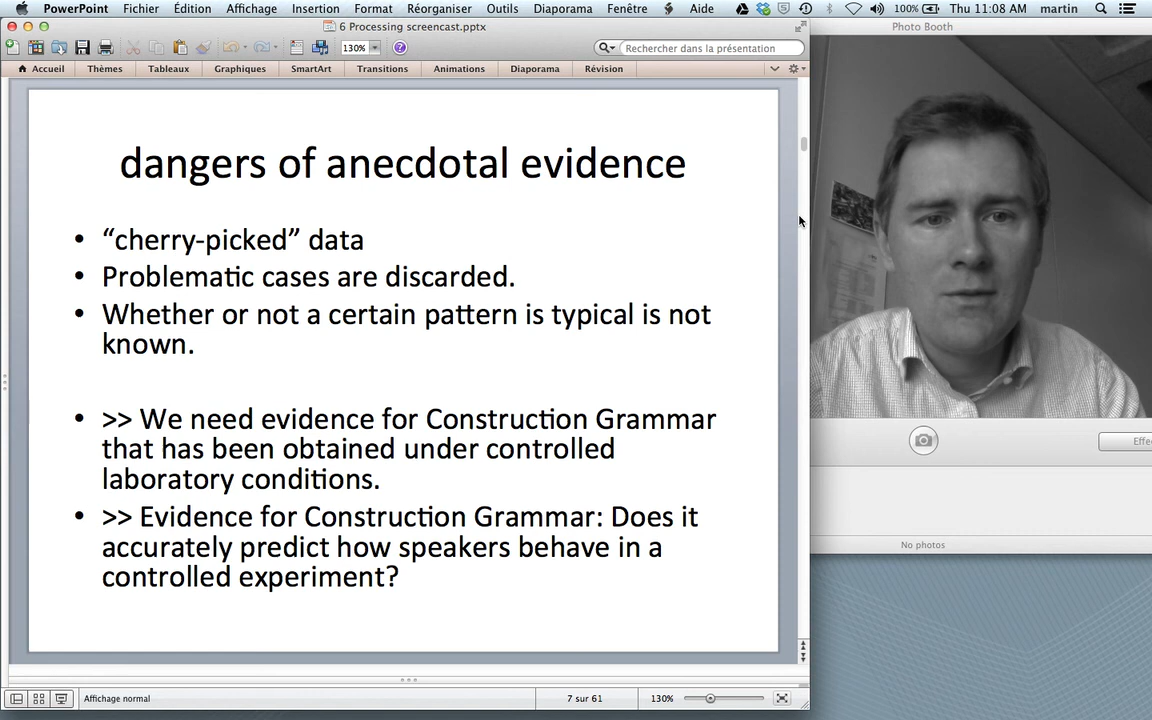 PowerPoint Fichier Édition Affichage Insertion Format Réorganiser Outils Diaporama Fenêtre Aide 100% Thu 11:08 AM martin
6 Processing screencast.pptx
Photo Booth
130% Rechercher dans la présentation
Accueil Thèmes Tableaux Graphiques SmartArt Transitions Animations Diaporama Révision
dangers of anecdotal evidence
• “cherry-picked” data
• Problematic cases are discarded.
• Whether or not a certain pattern is typical is not
known.
• >> We need evidence for Construction Grammar
that has been obtained under controlled
laboratory conditions.
• >> Evidence for Construction Grammar: Does it
accurately predict how speakers behave in a
controlled experiment?
Effe
No photos
Affichage normal 7 sur 61 130%